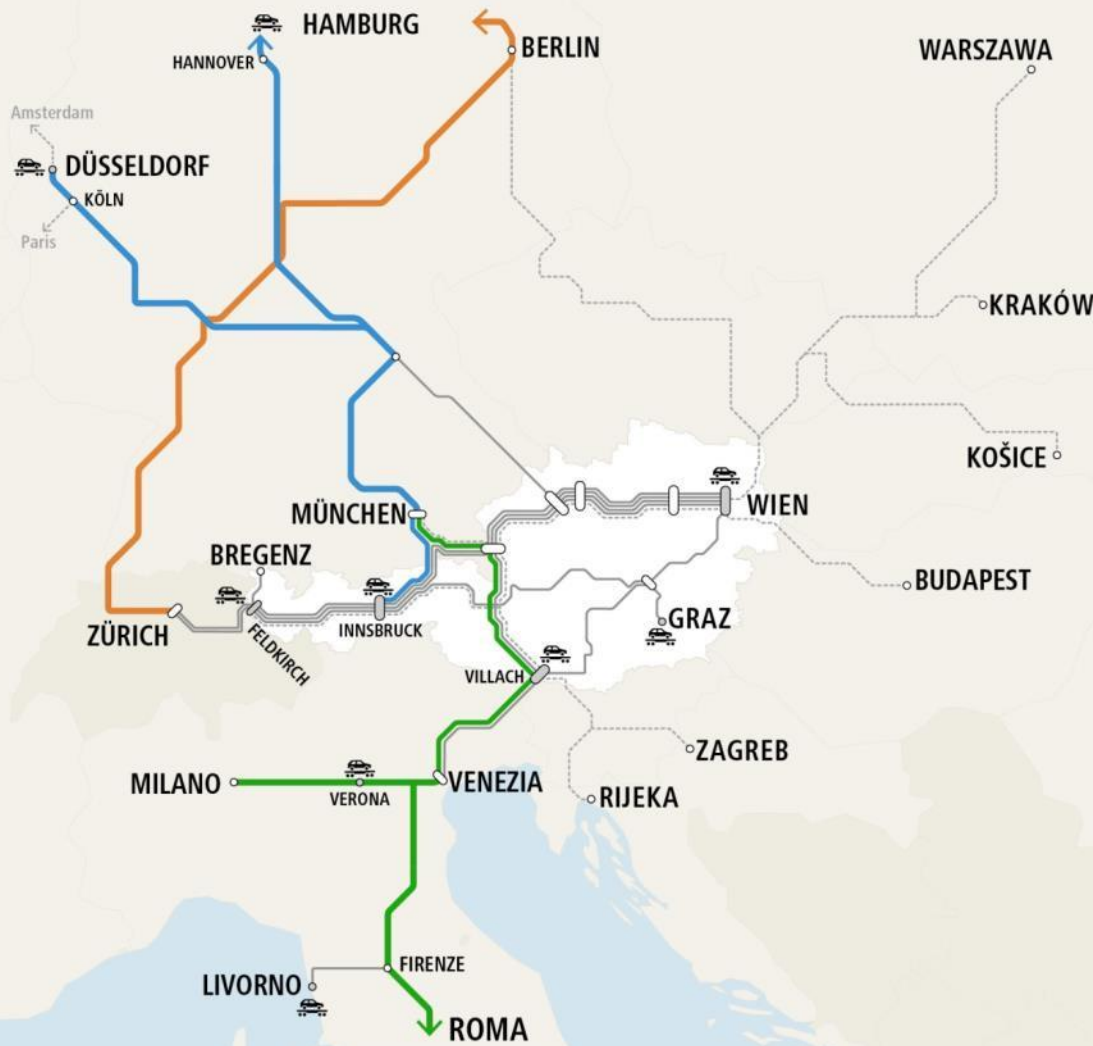 HAMBURG
BERLIN
WARSZAWA
HANNOVER
Amsterdam
DÜSSELDORF
KÖLN
Paris
KRAKÓW
KOŠICE
MÜNCHEN
WIEN
BREGENZ
BUDAPEST
ZÜRICH
FELDKIRCH
INNSBRUCK
GRAZ
VILLACH
ZAGREB
MILANO
VERONA
VENEZIA
RIJEKA
FIRENZE
LIVORNO
ROMA